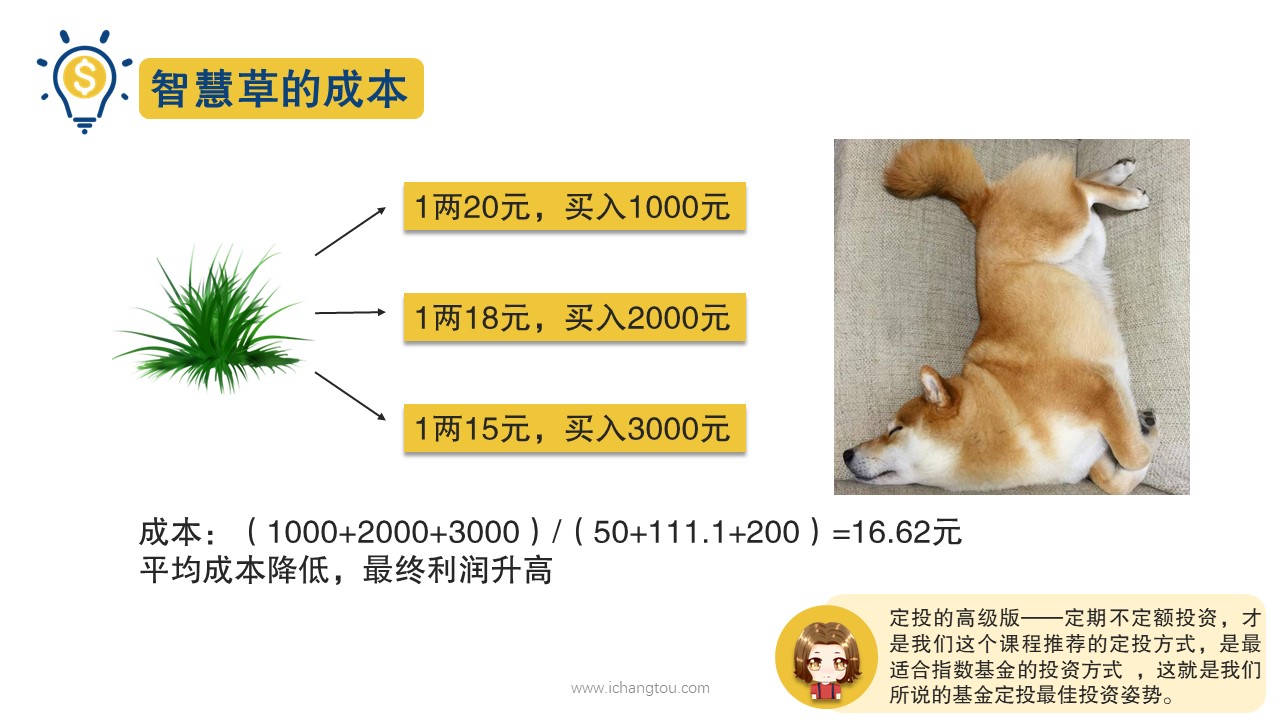 智慧草的成本
1两20元，买入1000元
1两18元，买入2000元
1两15元，买入3000元
成本：（1000+2000+3000）/（50+111.1+200）=16.62元
平均成本降低，最终利润升高
定投的高级版——定期不定额投资，才
是我们这个课程推荐的定投方式，是最
适合指数基金的投资方式 ，这就是我们
所说的基金定投最佳投资姿势。
www.ichangtou.com